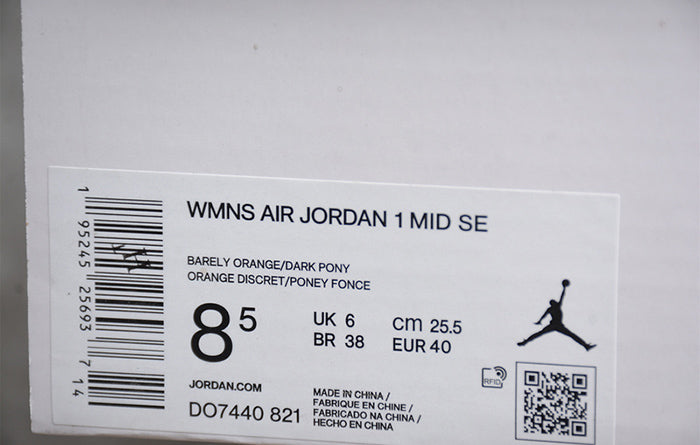 WMNS AIR JORDAN 1 MID SE
BARELY ORANGE/DARK PONY
ORANGE DISCRET/PONEY FONCE
8 5
UK 6
BR 38
cm 25.5
EUR 40
JORDAN.COM
DO7440 821
MADE IN CHINA /
FABRIQUE EN CHINE /
FABRICADO NA CHINA /
HECHO EN CHINA
RFID
1 95245 25693 7 14